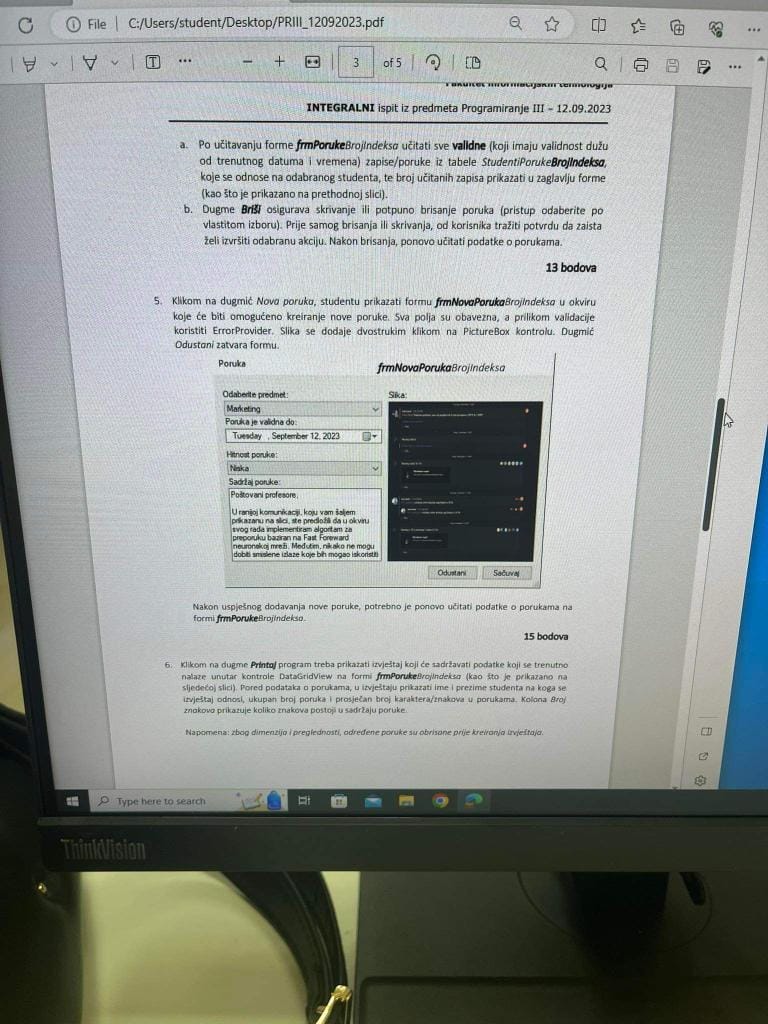 File C:/Users/student/Desktop/PRIII_12092023.pdf
3 of 5
Fakultet informacijskih tehnologija
INTEGRALNI ispit iz predmeta Programiranje III – 12.09.2023
a. Po učitavanju forme frmPorukeBrojIndeksa učitati sve validne (koji imaju validnost dužu
od trenutnog datuma i vremena) zapise/poruke iz tabele StudentiPorukeBrojIndeksa,
koje se odnose na odabranog studenta, te broj učitanih zapisa prikazati u zaglavlju forme
(kao što je prikazano na prethodnoj slici).
b. Dugme Briši osigurava skrivanje ili potpuno brisanje poruka (pristup odaberite po
vlastitom izboru). Prije samog brisanja ili skrivanja, od korisnika tražiti potvrdu da zaista
želi izvršiti odabranu akciju. Nakon brisanja, ponovo učitati podatke o porukama.
13 bodova
5. Klikom na dugmić Nova poruka, studentu prikazati formu frmNovaPorukaBrojIndeksa u okviru
koje će biti omogućeno kreiranje nove poruke. Sva polja su obavezna, a prilikom validacije
koristiti ErrorProvider. Slika se dodaje dvostrukim klikom na PictureBox kontrolu. Dugmić
Odustani zatvara formu.
Poruka frmNovaPorukaBrojIndeksa
Odaberite predmet: Slika:
Marketing
Poruka je validna do:
Tuesday , September 12, 2023
Hitnost poruke:
Niska
Sadržaj poruke:
Poštovani profesore,
U ranijoj komunikaciji, koju vam šaljem
prikazanu na slici, ste predložili da u okviru
svog rada implementiram algoritam za
preporuku baziran na Fast Foreward
neuronskoj mreži. Međutim, nikako ne mogu
dobiti smislene izlaze koje bih mogao iskoristiti
Odustani Sačuvaj
Nakon uspješnog dodavanja nove poruke, potrebno je ponovo učitati podatke o porukama na
formi frmPorukeBrojIndeksa.
15 bodova
6. Klikom na dugme Printaj program treba prikazati izvještaj koji će sadržavati podatke koji se trenutno
nalaze unutar kontrole DataGridView na formi frmPorukeBrojIndeksa (kao što je prikazano na
sljedećoj slici). Pored podataka o porukama, u izvještaju prikazati ime i prezime studenta na koga se
izvještaj odnosi, ukupan broj poruka i prosječan broj karaktera/znakova u porukama. Kolona Broj
znakova prikazuje koliko znakova postoji u sadržaju poruke.
Napomena: zbog dimenzija i preglednosti, određene poruke su obrisane prije kreiranja izvještaja.
Type here to search
ThinkVision